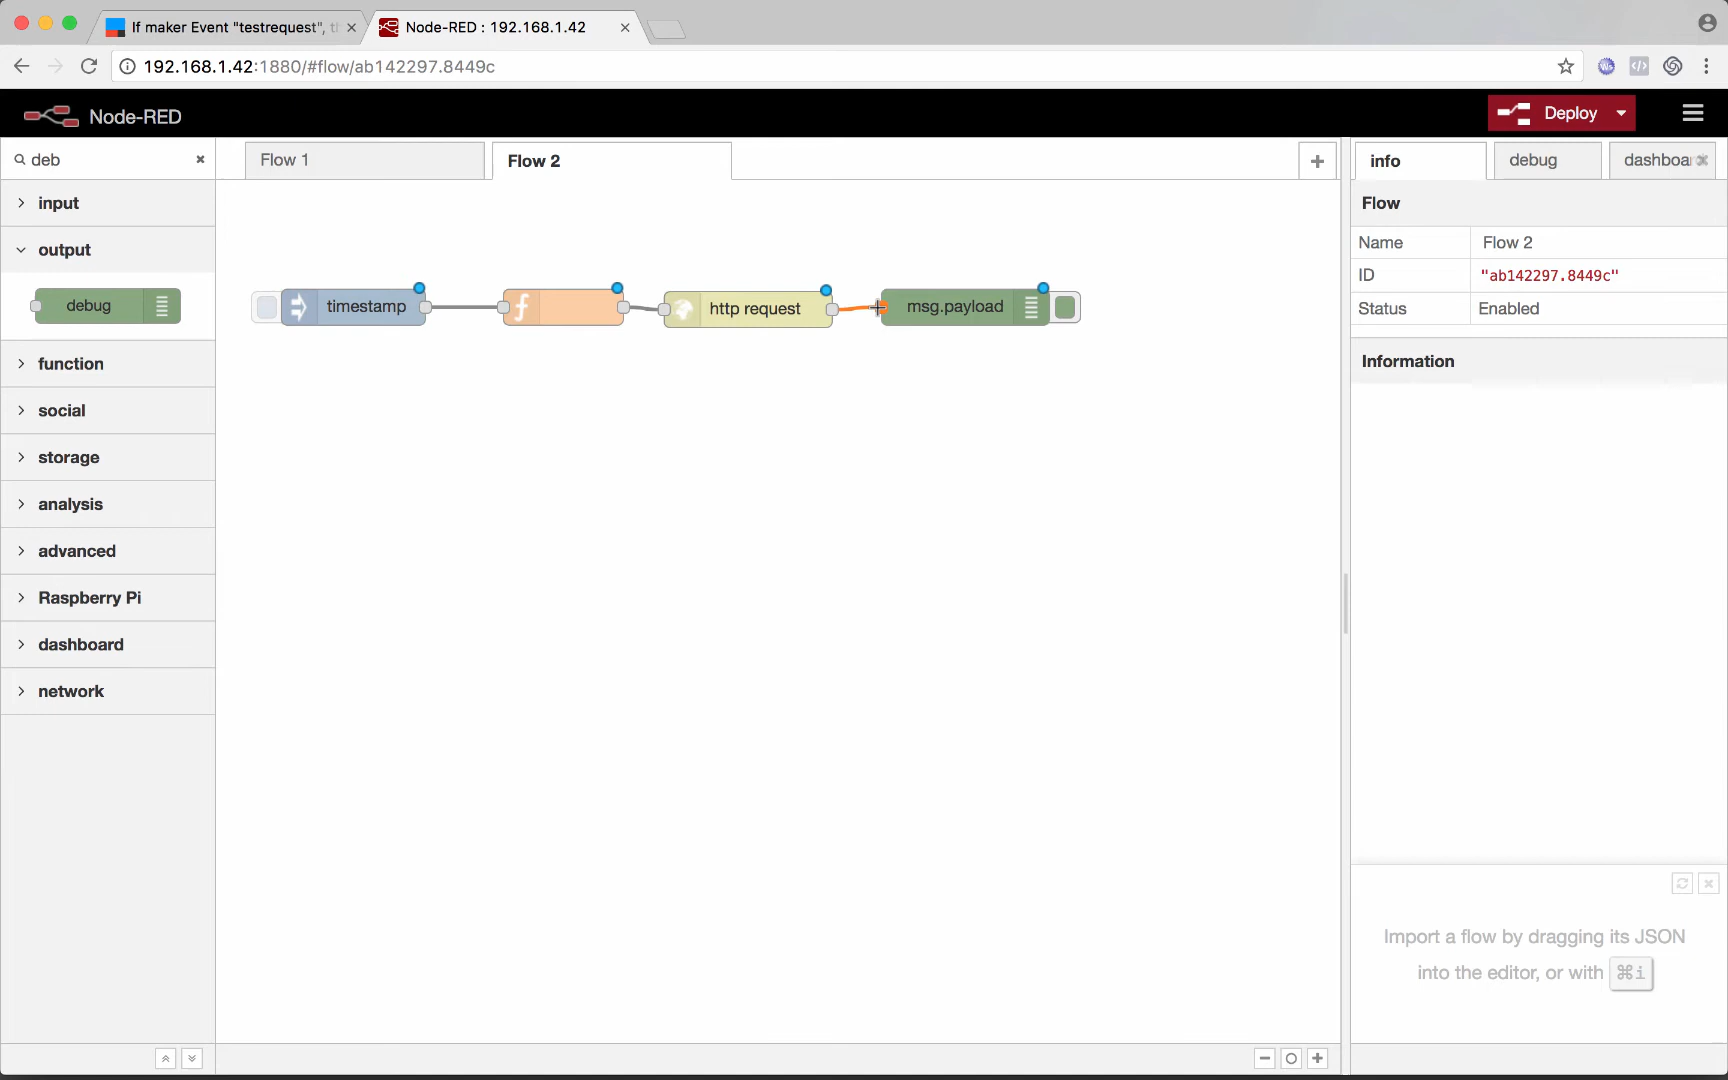 If maker Event "testrequest", th
Node-RED : 192.168.1.42
192.168.1.42:1880/#flow/ab142297.8449c
Node-RED
Deploy
deb
Flow 1
Flow 2
info
debug
dashboa
input
output
debug
function
social
storage
analysis
advanced
Raspberry Pi
dashboard
network
timestamp
http request
msg.payload
Flow
Name Flow 2
ID "ab142297.8449c"
Status Enabled
Information
Import a flow by dragging its JSON
into the editor, or with ⌘i